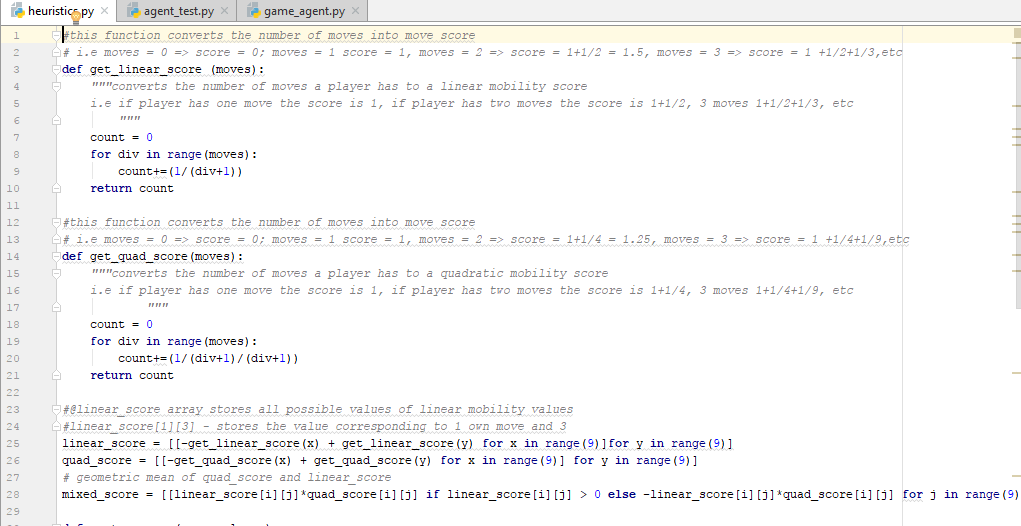 heuristics.py agent_test.py game_agent.py
1 #this function converts the number of moves into move score
2 # i.e moves = 0 => score = 0; moves = 1 score = 1, moves = 2 => score = 1+1/2 = 1.5, moves = 3 => score = 1 +1/2+1/3,etc
3 def get_linear_score (moves):
4 """converts the number of moves a player has to a linear mobility score
5 i.e if player has one move the score is 1, if player has two moves the score is 1+1/2, 3 moves 1+1/2+1/3, etc
6 """
7 count = 0
8 for div in range(moves):
9 count+=(1/(div+1))
10 return count
11
12 #this function converts the number of moves into move score
13 # i.e moves = 0 => score = 0; moves = 1 score = 1, moves = 2 => score = 1+1/4 = 1.25, moves = 3 => score = 1 +1/4+1/9,etc
14 def get_quad_score(moves):
15 """converts the number of moves a player has to a quadratic mobility score
16 i.e if player has one move the score is 1, if player has two moves the score is 1+1/4, 3 moves 1+1/4+1/9, etc
17 """
18 count = 0
19 for div in range(moves):
20 count+=(1/(div+1)/(div+1))
21 return count
22
23 #@linear_score array stores all possible values of linear mobility values
24 #linear_score[1][3] - stores the value corresponding to 1 own move and 3
25 linear_score = [[-get_linear_score(x) + get_linear_score(y) for x in range(9)]for y in range(9)]
26 quad_score = [[-get_quad_score(x) + get_quad_score(y) for x in range(9)] for y in range(9)]
27 # geometric mean of quad_score and linear_score
28 mixed_score = [[linear_score[i][j]*quad_score[i][j] if linear_score[i][j] > 0 else -linear_score[i][j]*quad_score[i][j] for j in range(9)
29